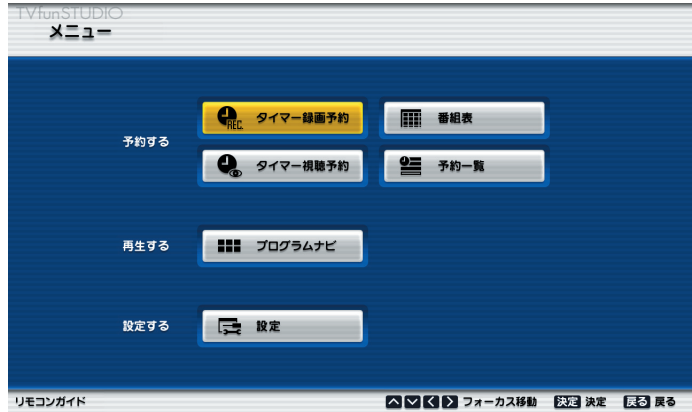 TVfunSTUDIO
メニュー
予約する
REC.
タイマー録画予約
番組表
タイマー視聴予約
予約一覧
再生する
プログラムナビ
設定する
設定
リモコンガイド
フォーカス移動 決定 決定 戻る 戻る